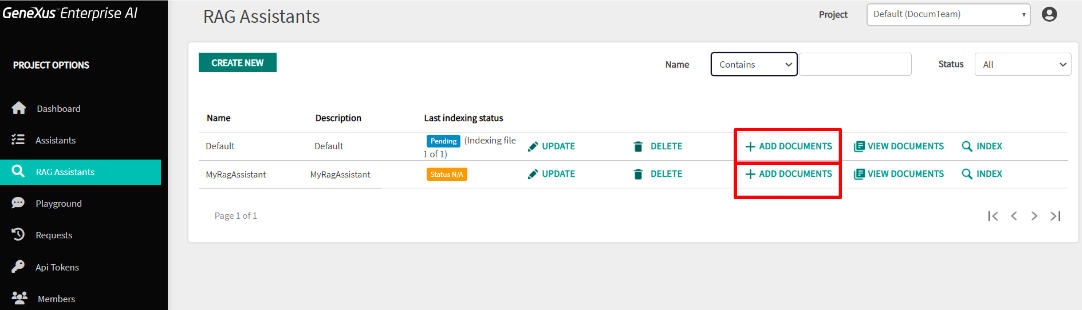 GeneXus™ Enterprise AI
RAG Assistants
Project
Default (DocumTeam)
PROJECT OPTIONS
Dashboard
Assistants
RAG Assistants
Playground
Requests
Api Tokens
Members
CREATE NEW
Name
Contains
Status
All
Name Description Last indexing status
Default Default Pending (Indexing file
1 of 1) UPDATE DELETE ADD DOCUMENTS VIEW DOCUMENTS INDEX
MyRagAssistant MyRagAssistant Status N/A UPDATE DELETE ADD DOCUMENTS VIEW DOCUMENTS INDEX
Page 1 of 1